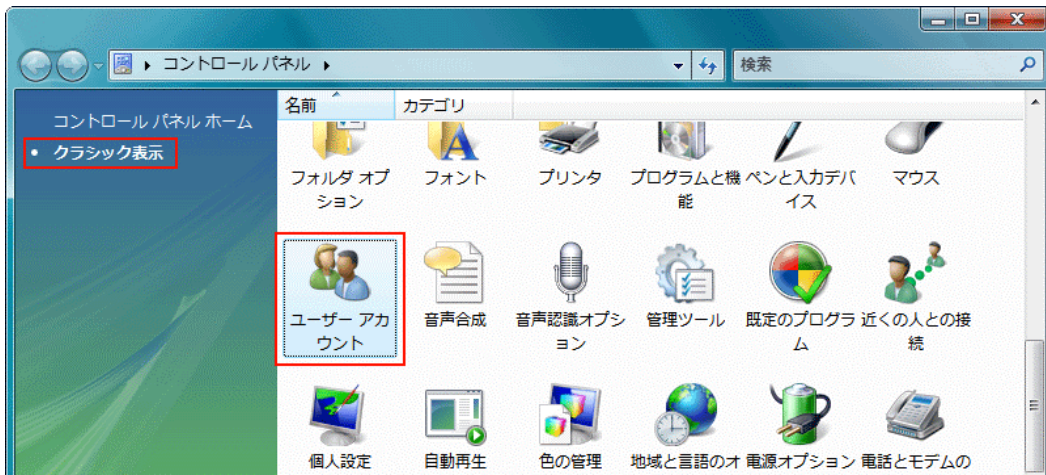 コントロール パネル
検索
コントロール パネル ホーム
クラシック表示
名前 カテゴリ
フォルダ オプ
ション
フォント
プリンタ
プログラムと機
能
ペンと入力デバ
イス
マウス
ユーザー アカ
ウント
音声合成
音声認識オプシ
ョン
管理ツール
既定のプログラ
ム
近くの人との接
続
個人設定
自動再生
色の管理
地域と言語のオ
電源オプション
電話とモデムの